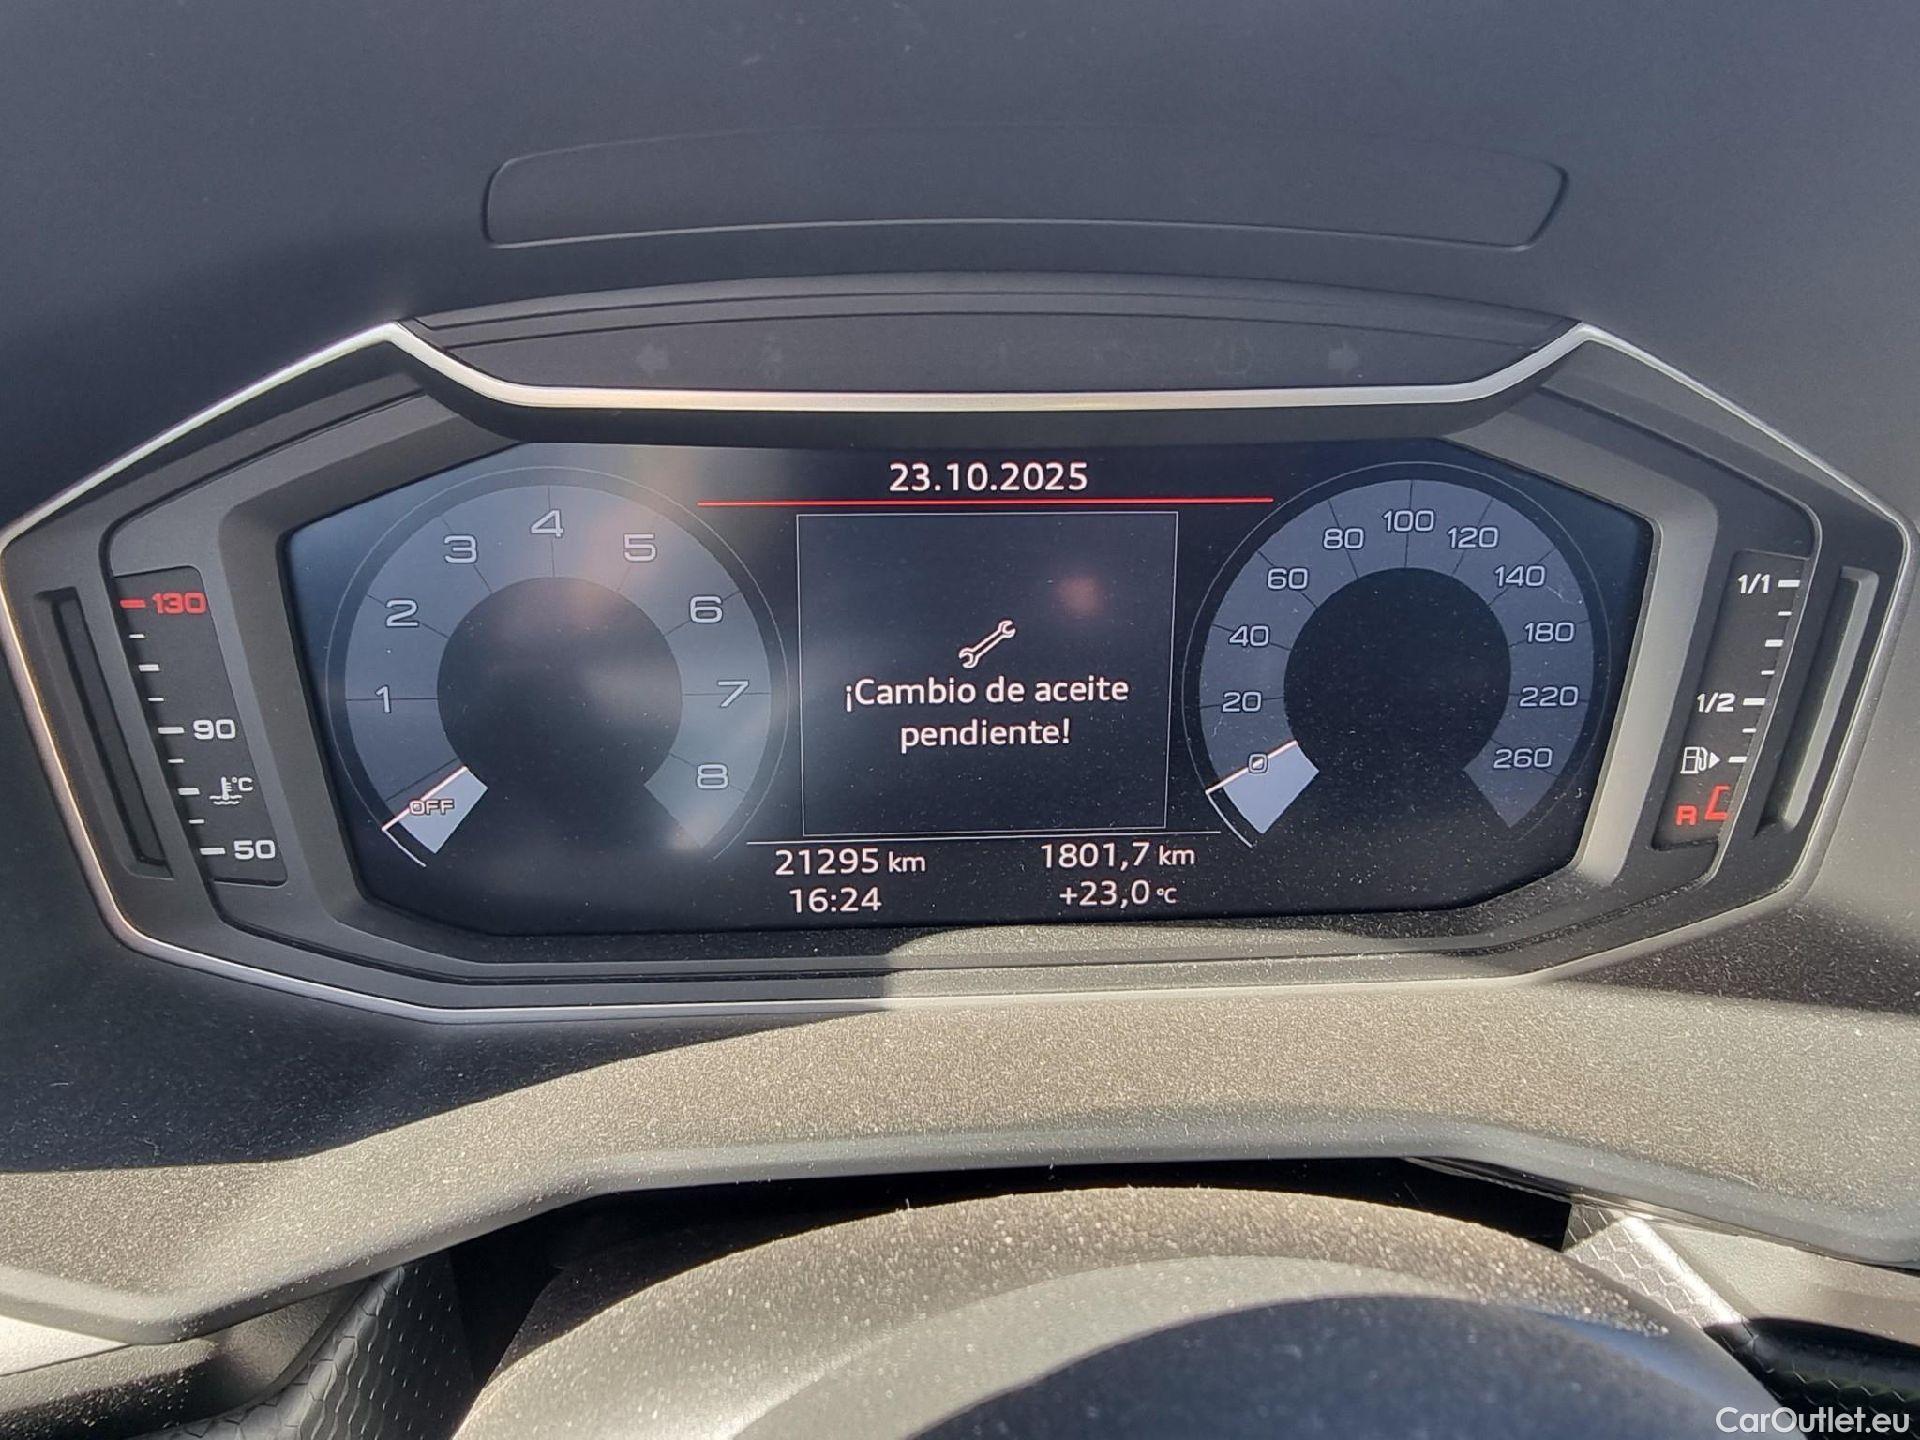 23.10.2025
¡Cambio de aceite
pendiente!
1
2
3
4
5
6
7
8
OFF
0
20
40
60
80
100
120
140
180
220
260
130
90
°C
50
1/1
1/2
R
21295 km
1801,7 km
16:24
+23,0 °C
CarOutlet.eu